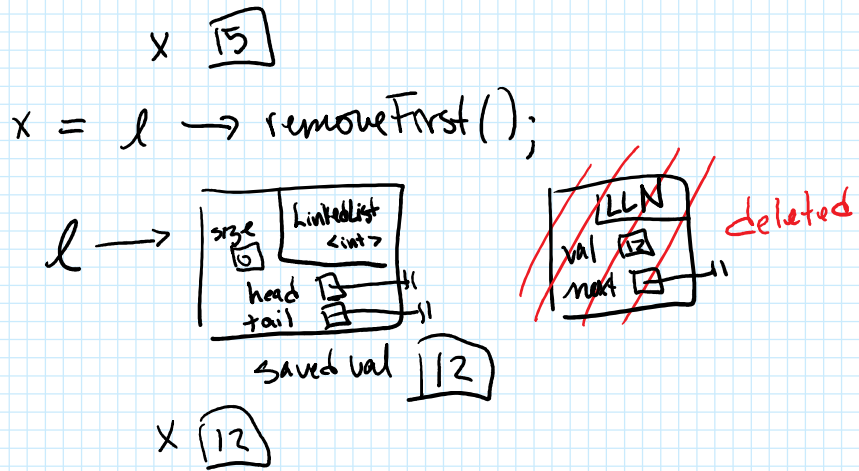 x 15
x = l → removeFirst();
l →
LinkedList
<int>
size
0
head
tail
LLN
val 12
next
deleted
saved val 12
x 12